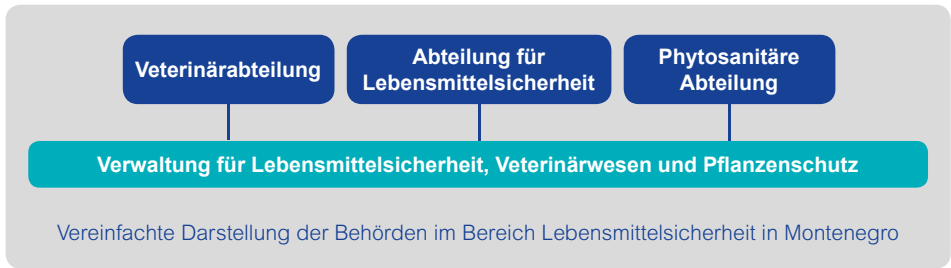 Veterinärabteilung
Abteilung für
Lebensmittelsicherheit
Phytosanitäre
Abteilung
Verwaltung für Lebensmittelsicherheit, Veterinärwesen und Pflanzenschutz
Vereinfachte Darstellung der Behörden im Bereich Lebensmittelsicherheit in Montenegro